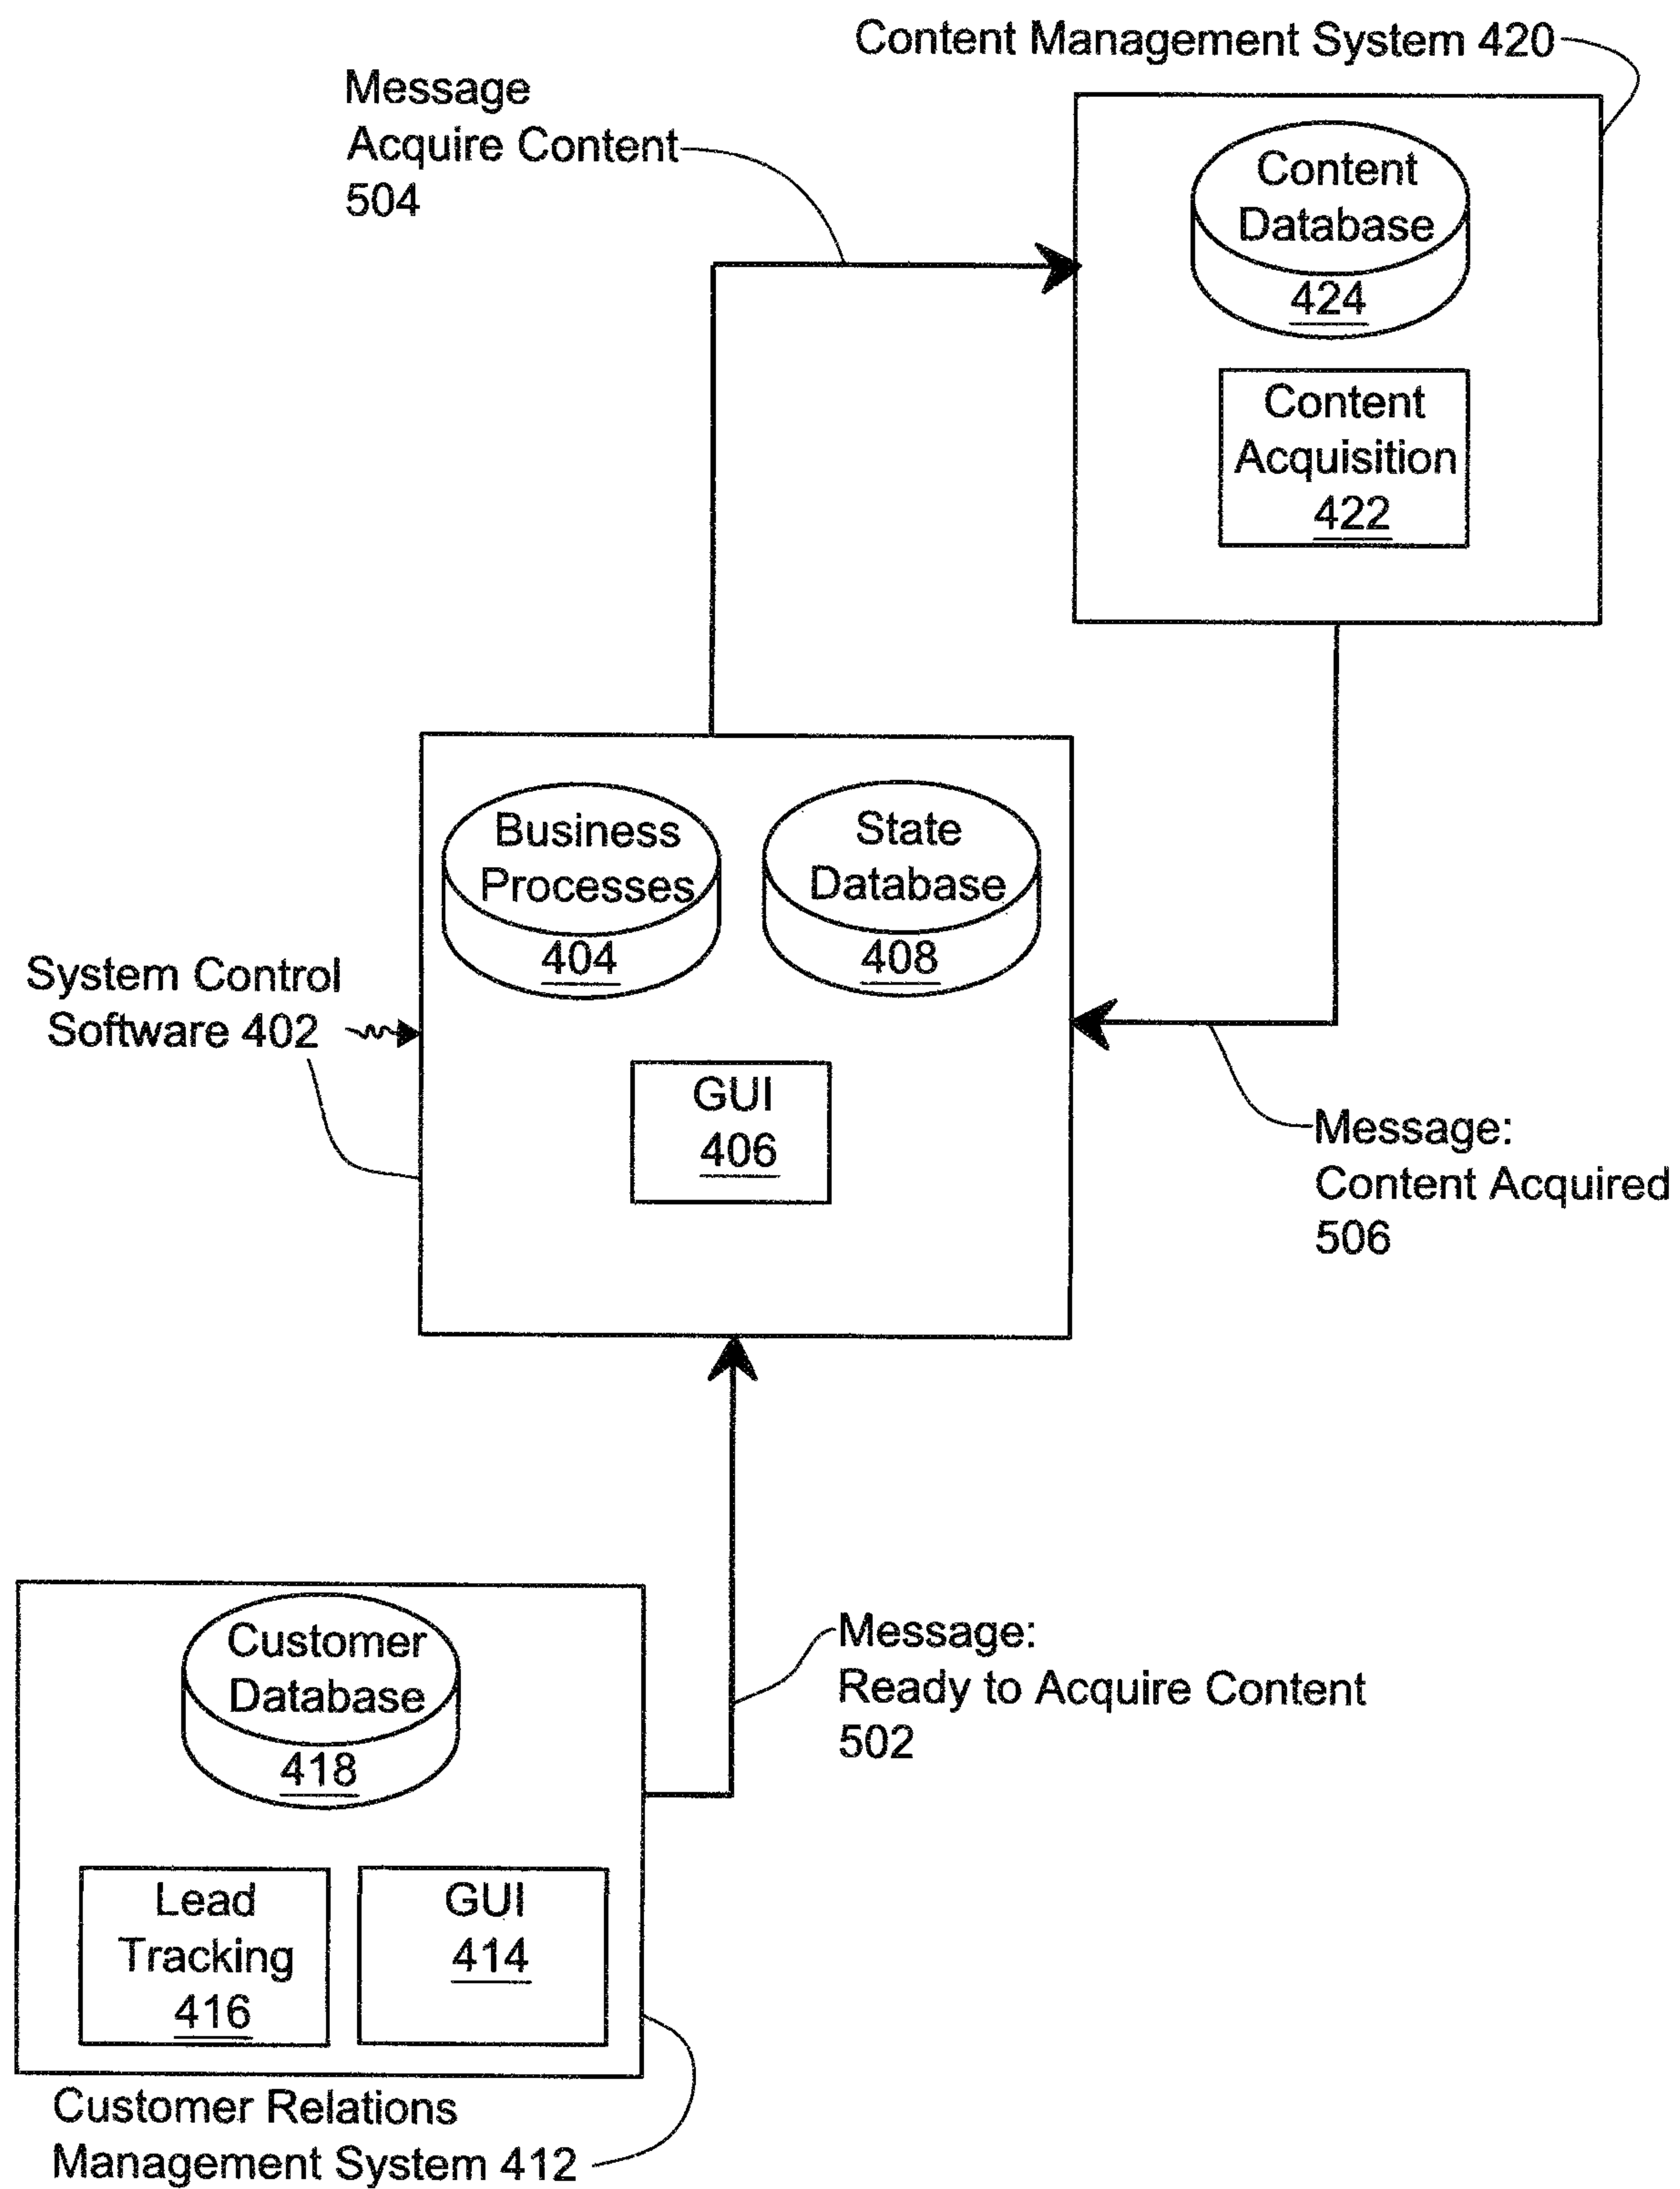 Content Management System 420
Message
Acquire Content
504
Content
Database
424
Content
Acquisition
422
Business
Processes
404
State
Database
408
System Control
Software 402
GUI
406
Message:
Content Acquired
506
Customer
Database
418
Message:
Ready to Acquire Content
502
Lead
Tracking
416
GUI
414
Customer Relations
Management System 412